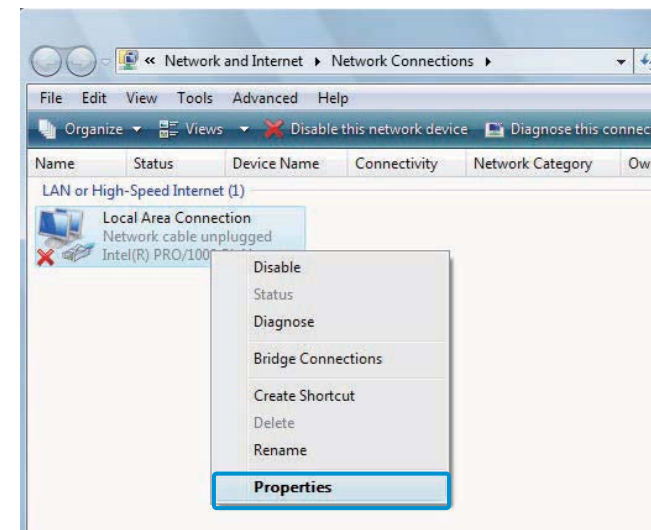 « Network and Internet ▸ Network Connections ▸
File Edit View Tools Advanced Help
Organize Views Disable this network device Diagnose this connec
Name Status Device Name Connectivity Network Category Ow
LAN or High-Speed Internet (1)
Local Area Connection
Network cable unplugged
Intel(R) PRO/100
Disable
Status
Diagnose
Bridge Connections
Create Shortcut
Delete
Rename
Properties